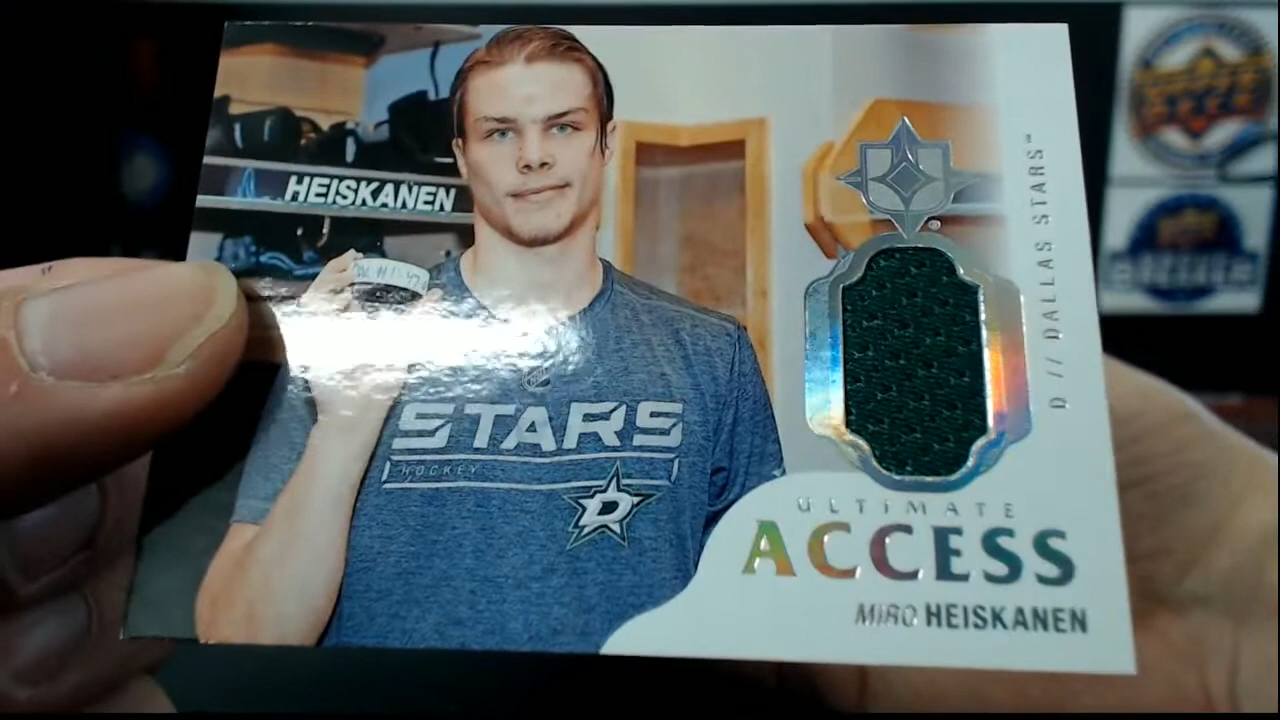 HEISKANEN
STARS
HOCKEY
D
D // DALLAS STARS™
®
ULTIMATE
ACCESS
MIRO HEISKANEN